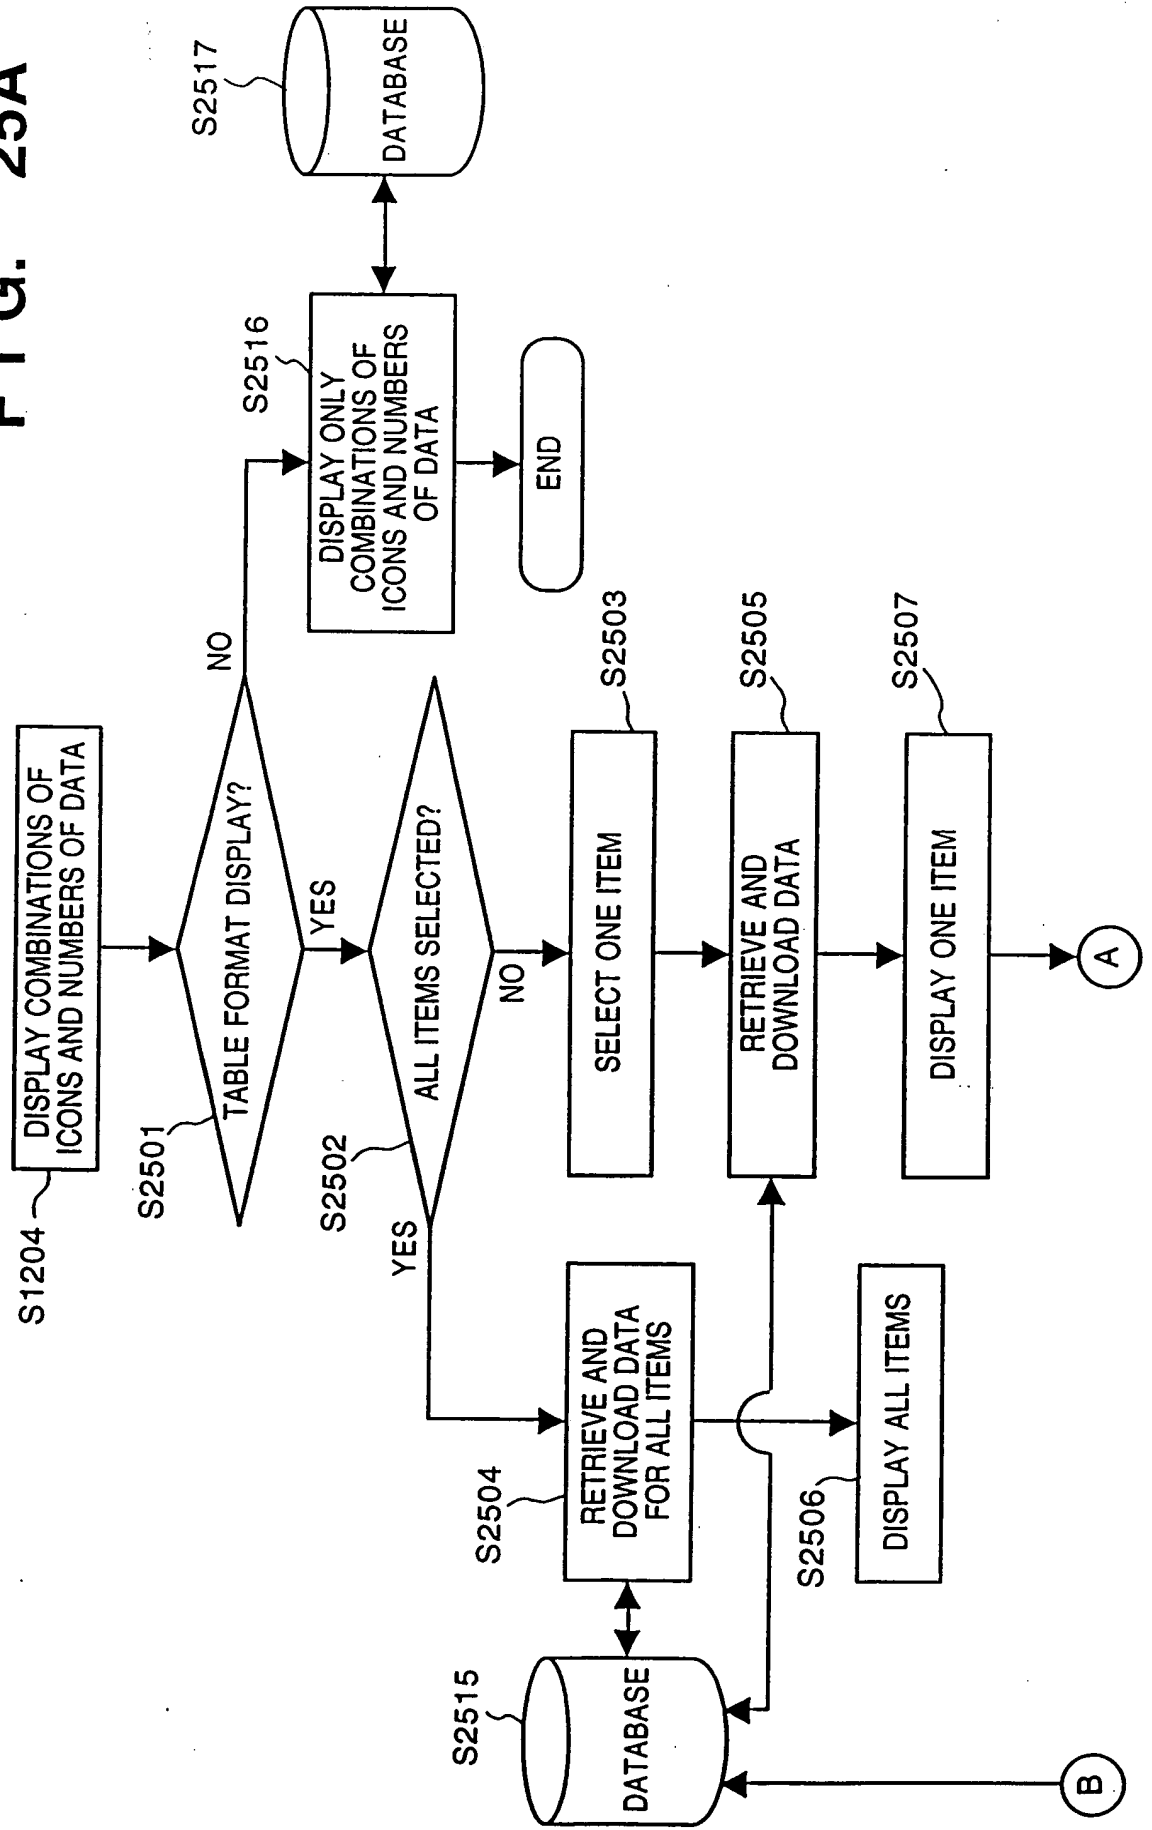 FIG. 25A
S1204
DISPLAY COMBINATIONS OF
ICONS AND NUMBERS OF DATA
S2501
TABLE FORMAT DISPLAY?
NO
YES
S2516
DISPLAY ONLY
COMBINATIONS OF
ICONS AND NUMBERS
OF DATA
S2517
DATABASE
END
S2502
ALL ITEMS SELECTED?
YES
NO
S2503
SELECT ONE ITEM
S2504
RETRIEVE AND
DOWNLOAD DATA
FOR ALL ITEMS
S2515
DATABASE
S2505
RETRIEVE AND
DOWNLOAD DATA
S2506
DISPLAY ALL ITEMS
S2507
DISPLAY ONE ITEM
A
B